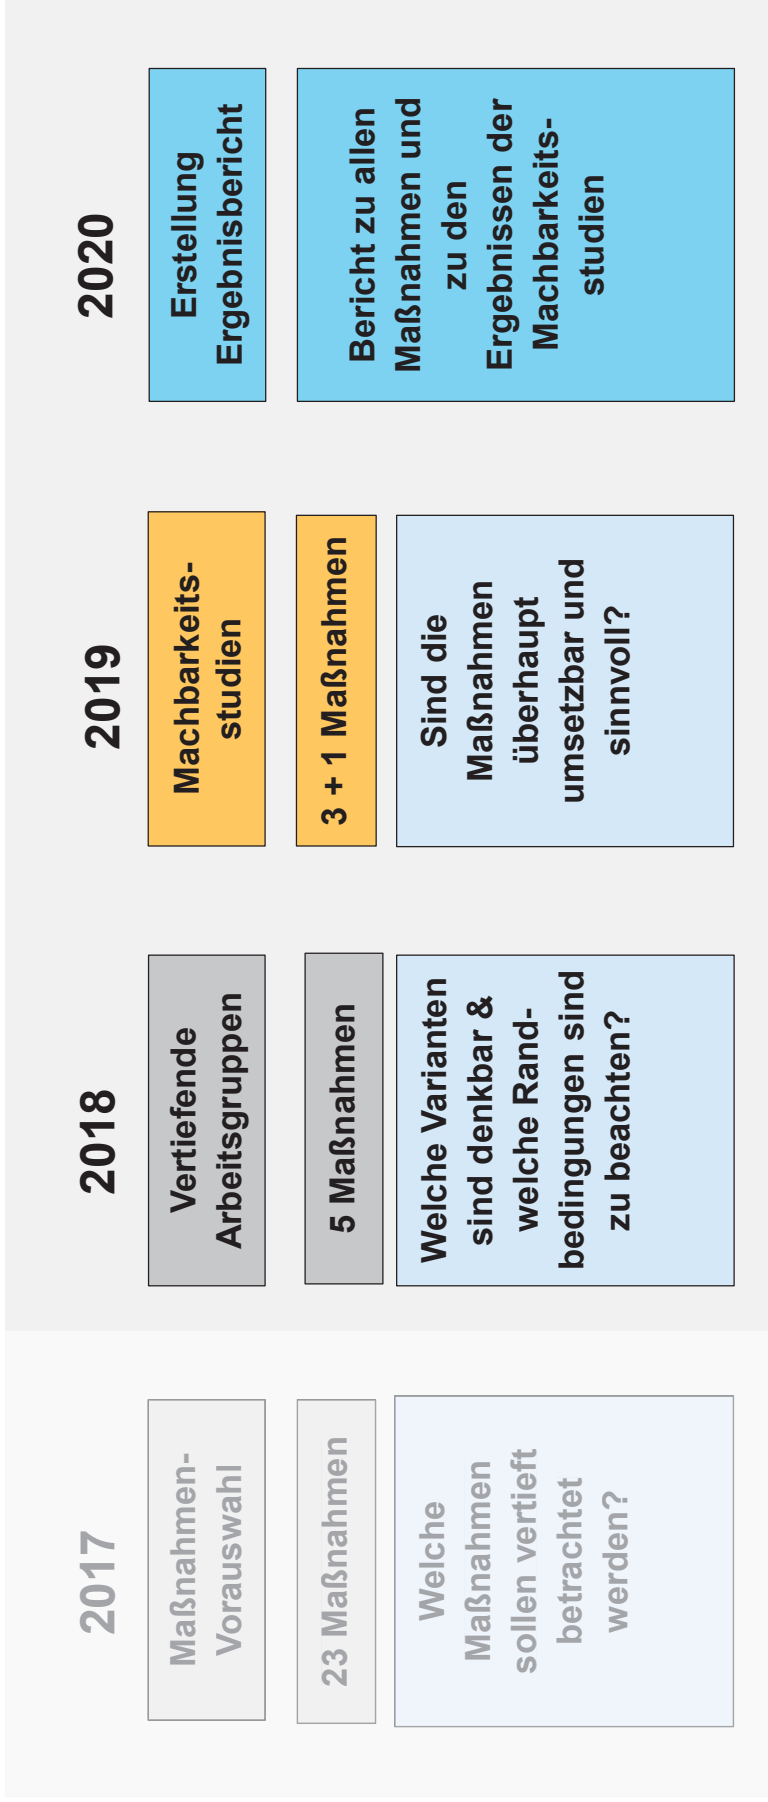 2017
Maßnahmen-
Vorauswahl
23 Maßnahmen
Welche
Maßnahmen
sollen vertieft
betrachtet
werden?
2018
Vertiefende
Arbeitsgruppen
5 Maßnahmen
Welche Varianten
sind denkbar &
welche Rand-
bedingungen sind
zu beachten?
2019
Machbarkeits-
studien
3 + 1 Maßnahmen
Sind die
Maßnahmen
überhaupt
umsetzbar und
sinnvoll?
2020
Erstellung
Ergebnisbericht
Bericht zu allen
Maßnahmen und
zu den
Ergebnissen der
Machbarkeits-
studien